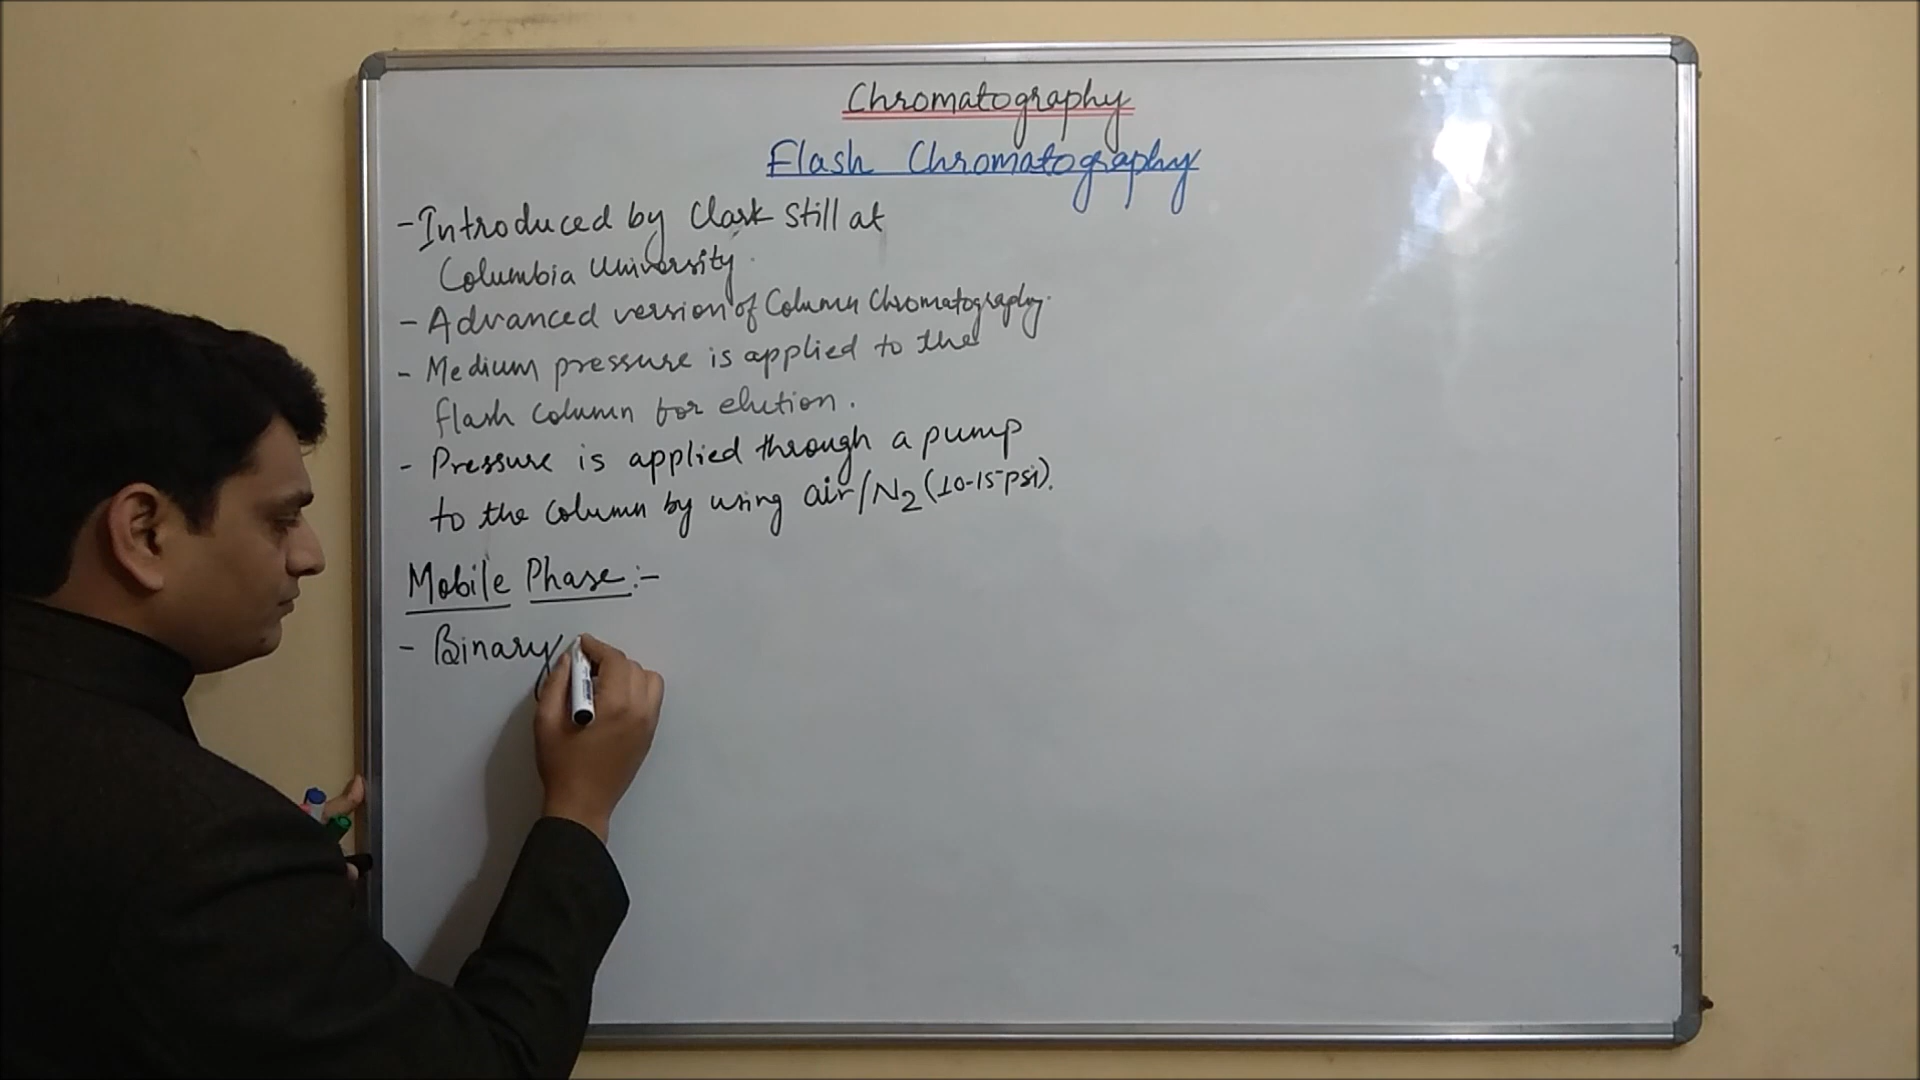 Chromatography
Flash Chromatography
- Introduced by Clark Still at
Columbia University.
- Advanced version of Column Chromatography.
- Medium pressure is applied to the
flash column for elution.
- Pressure is applied through a pump
to the column by using air/N2 (10-15 psi).
Mobile Phase:-
- Binary